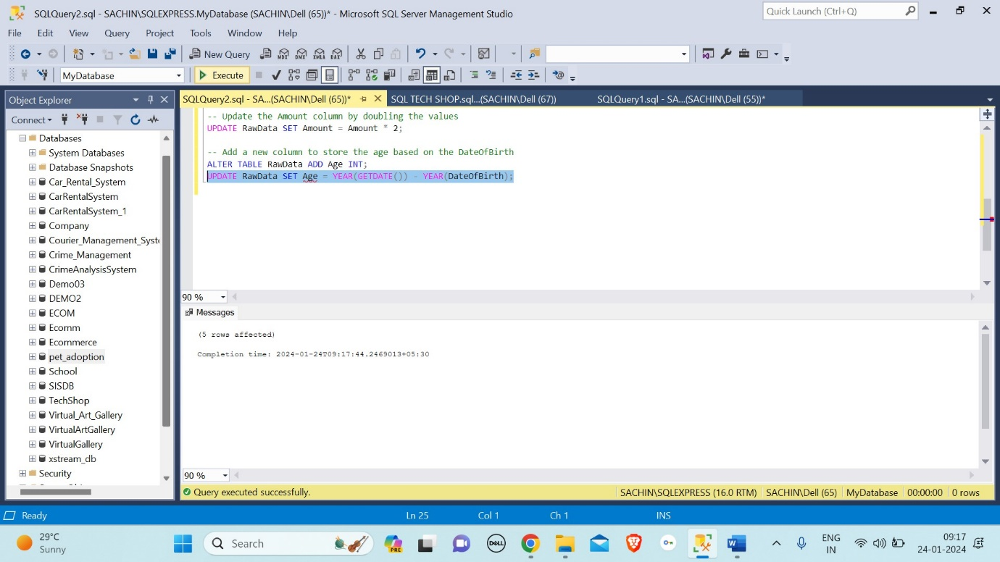 SQLQuery2.sql - SACHIN\SQLEXPRESS.MyDatabase (SACHIN\Dell (65))* - Microsoft SQL Server Management Studio
Quick Launch (Ctrl+Q)
File Edit View Query Project Tools Window Help
New Query
MDX DMX XMLA DAX
MyDatabase
Execute
Object Explorer
SQLQuery2.sql - SA...(SACHIN\Dell (65))*
SQL TECH SHOP.sql...(SACHIN\Dell (67))
SQLQuery1.sql - SA...(SACHIN\Dell (55))*
Connect
Databases
System Databases
Database Snapshots
Car_Rental_System
CarRentalSystem
CarRentalSystem_1
Company
Courier_Management_Syst
Crime_Management
CrimeAnalysisSystem
Demo03
DEMO2
ECOM
Ecomm
Ecommerce
pet_adoption
School
SISDB
TechShop
Virtual_Art_Gallery
VirtualArtGallery
VirtualGallery
xstream_db
Security
-- Update the Amount column by doubling the values
UPDATE RawData SET Amount = Amount * 2;
-- Add a new column to store the age based on the DateOfBirth
ALTER TABLE RawData ADD Age INT;
UPDATE RawData SET Age = YEAR(GETDATE()) - YEAR(DateOfBirth);
90 %
Messages
(5 rows affected)
Completion time: 2024-01-24T09:17:44.2469013+05:30
90 %
Query executed successfully.
SACHIN\SQLEXPRESS (16.0 RTM) SACHIN\Dell (65) MyDatabase 00:00:00 0 rows
Ready
Ln 25 Col 1 Ch 1 INS
29°C
Sunny
Search
PRE
DELL
ENG
IN
09:17
24-01-2024